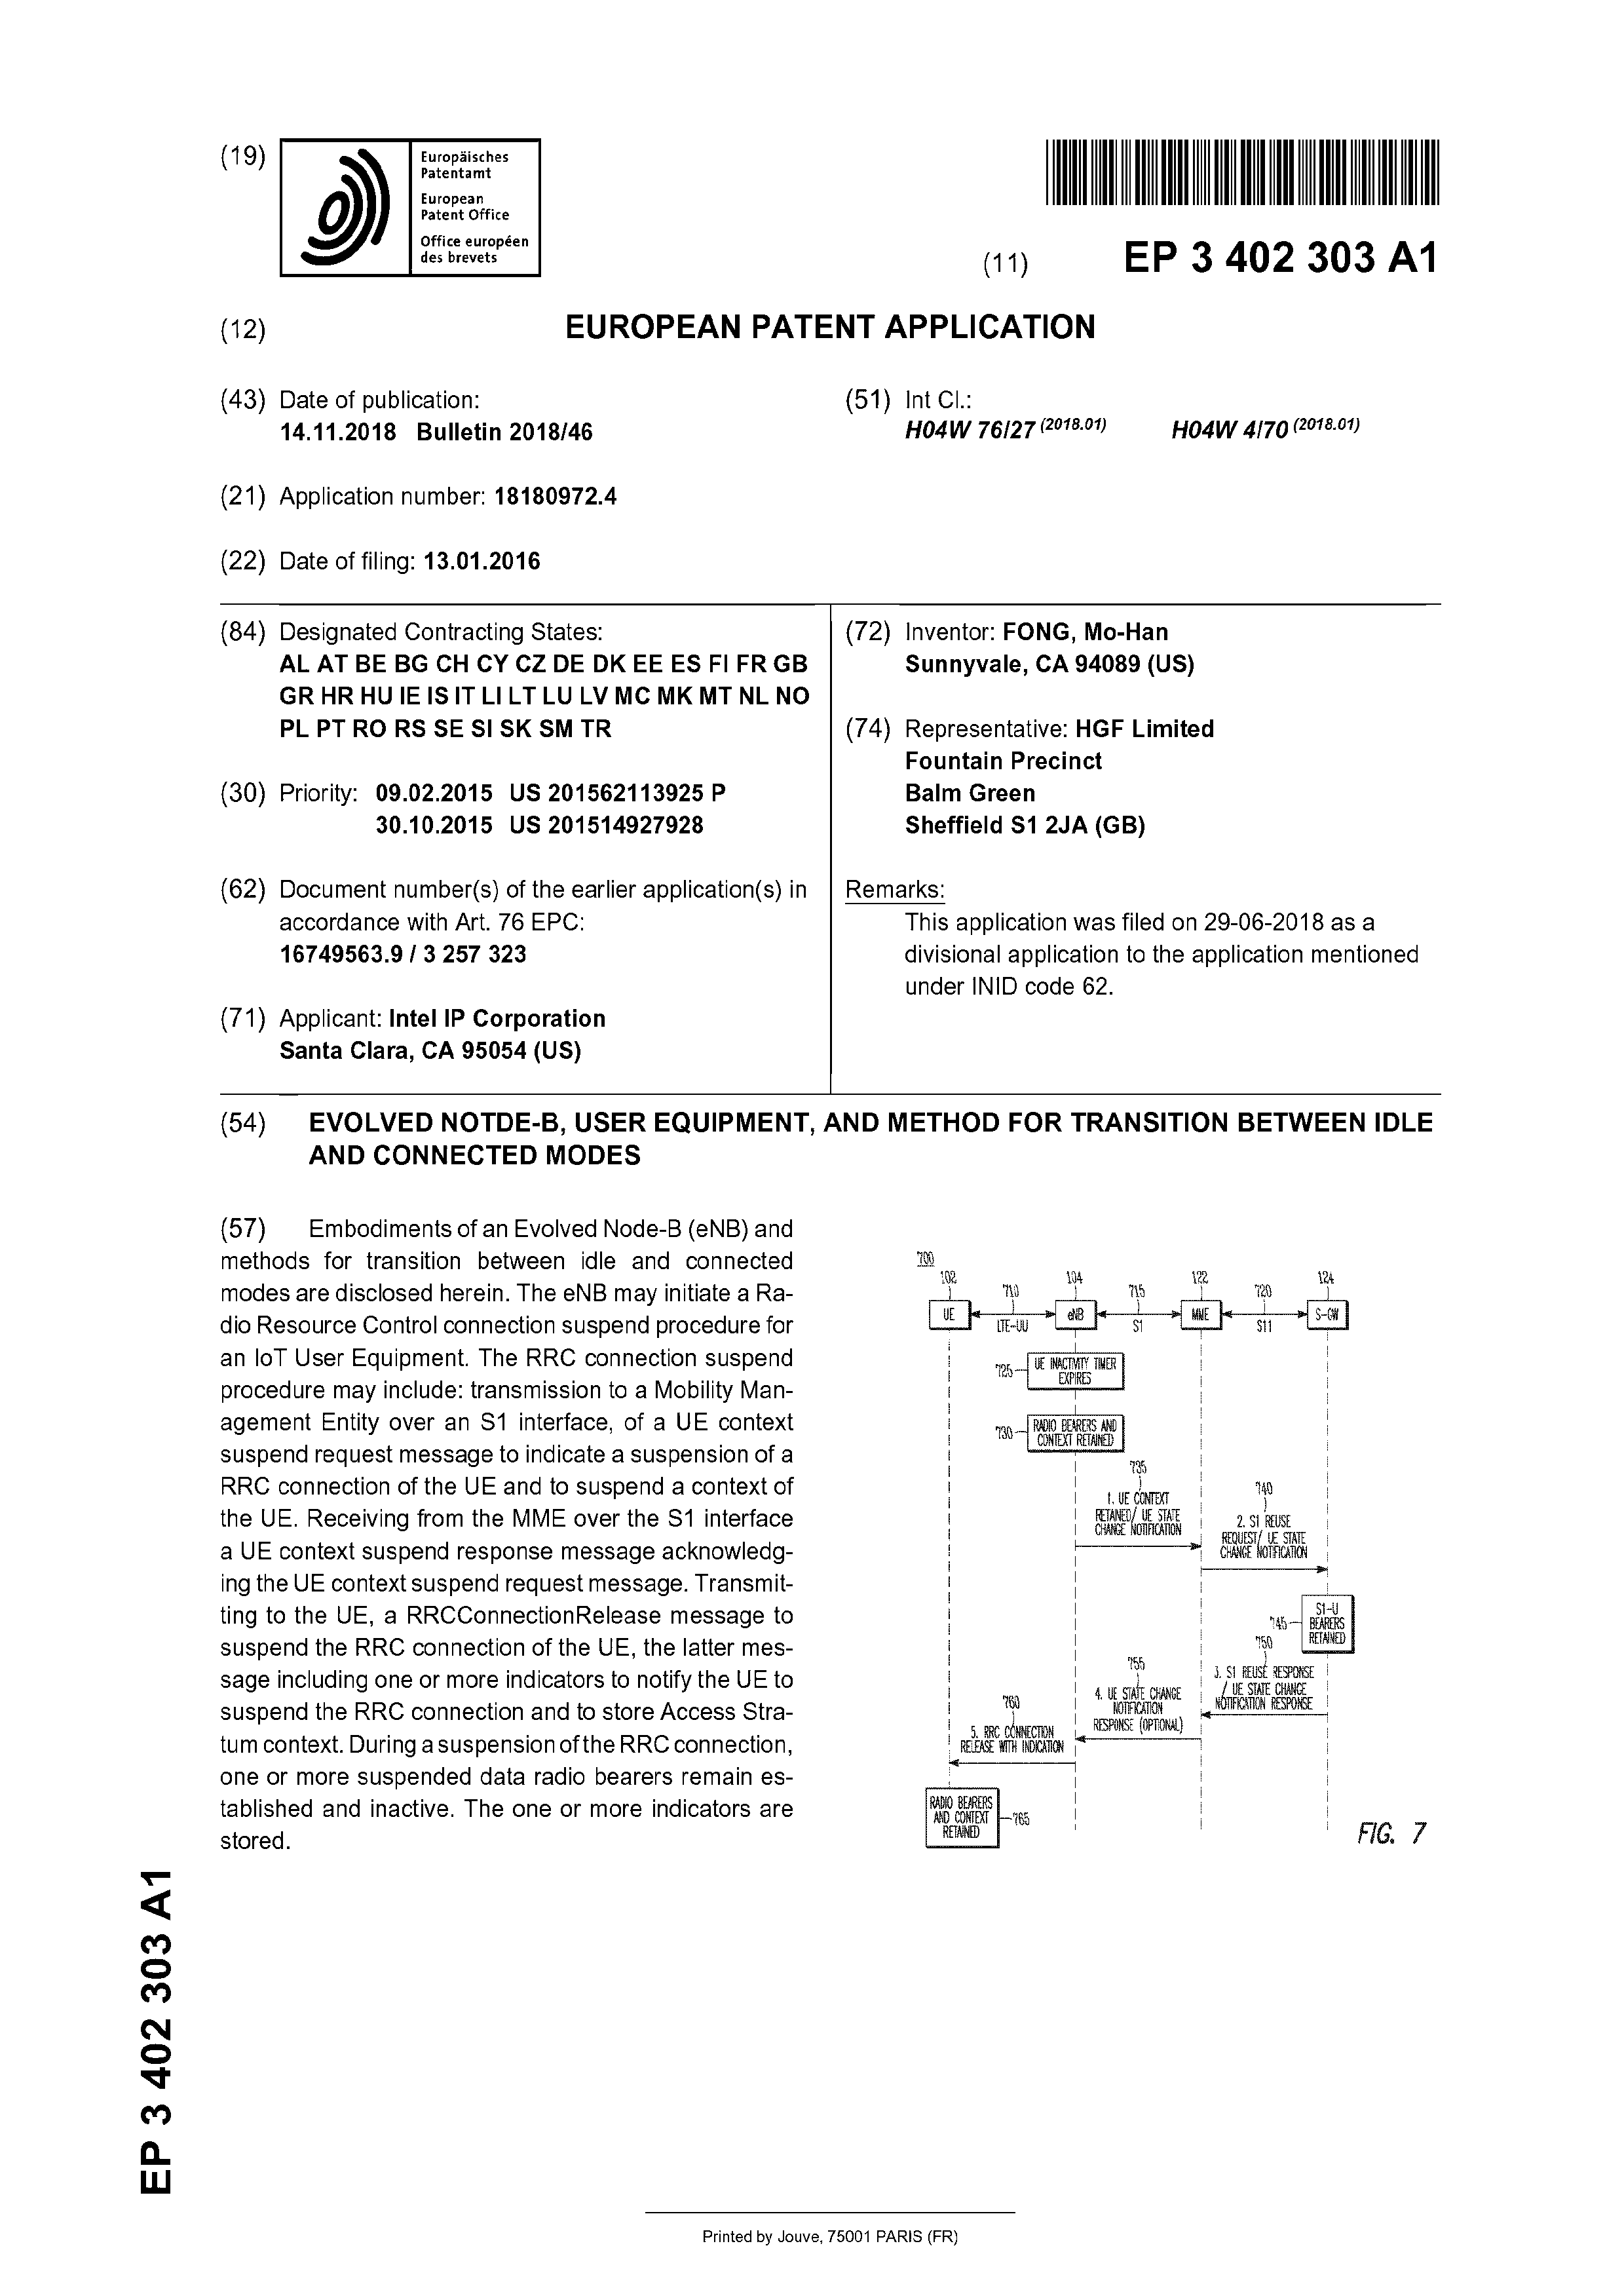 (19)
Europäisches
Patentamt
European
Patent Office
Office européen
des brevets
(11) EP 3 402 303 A1
(12) EUROPEAN PATENT APPLICATION
(43) Date of publication:
14.11.2018 Bulletin 2018/46
(51) Int Cl.:
H04W 76/27 (2018.01) H04W 4/70 (2018.01)
(21) Application number: 18180972.4
(22) Date of filing: 13.01.2016
(84) Designated Contracting States:
AL AT BE BG CH CY CZ DE DK EE ES FI FR GB
GR HR HU IE IS IT LI LT LU LV MC MK MT NL NO
PL PT RO RS SE SI SK SM TR
(30) Priority: 09.02.2015 US 201562113925 P
30.10.2015 US 201514927928
(62) Document number(s) of the earlier application(s) in
accordance with Art. 76 EPC:
16749563.9 / 3 257 323
(71) Applicant: Intel IP Corporation
Santa Clara, CA 95054 (US)
(72) Inventor: FONG, Mo-Han
Sunnyvale, CA 94089 (US)
(74) Representative: HGF Limited
Fountain Precinct
Balm Green
Sheffield S1 2JA (GB)
Remarks:
This application was filed on 29-06-2018 as a
divisional application to the application mentioned
under INID code 62.
(54) EVOLVED NOTDE-B, USER EQUIPMENT, AND METHOD FOR TRANSITION BETWEEN IDLE
AND CONNECTED MODES
(57) Embodiments of an Evolved Node-B (eNB) and
methods for transition between idle and connected
modes are disclosed herein. The eNB may initiate a Ra-
dio Resource Control connection suspend procedure for
an IoT User Equipment. The RRC connection suspend
procedure may include: transmission to a Mobility Man-
agement Entity over an S1 interface, of a UE context
suspend request message to indicate a suspension of a
RRC connection of the UE and to suspend a context of
the UE. Receiving from the MME over the S1 interface
a UE context suspend response message acknowledg-
ing the UE context suspend request message. Transmit-
ting to the UE, a RRCConnectionRelease message to
suspend the RRC connection of the UE, the latter mes-
sage including one or more indicators to notify the UE to
suspend the RRC connection and to store Access Stra-
tum context. During a suspension of the RRC connection,
one or more suspended data radio bearers remain es-
tablished and inactive. The one or more indicators are
stored.
700
102 710 104 715 122 720 124
UE eNB MME S-GW
LTE-UU S1 S11
725
UE INACTIVITY TIMER
EXPIRES
730
RADIO BEARERS AND
CONTEXT RETAINED
735
1. UE CONTEXT
RETAINED/ UE STATE
CHANGE NOTIFICATION
740
2. S1 REUSE
REQUEST/ UE STATE
CHANGE NOTIFICATION
745
S1-U
BEARERS
RETAINED
750
3. S1 REUSE RESPONSE
/ UE STATE CHANGE
NOTIFICATION RESPONSE
755
4. UE STATE CHANGE
NOTIFICATION
RESPONSE (OPTIONAL)
760
5. RRC CONNECTION
RELEASE WITH INDICATION
RADIO BEARERS
AND CONTEXT
RETAINED
765
FIG. 7
EP 3 402 303 A1
Printed by Jouve, 75001 PARIS (FR)